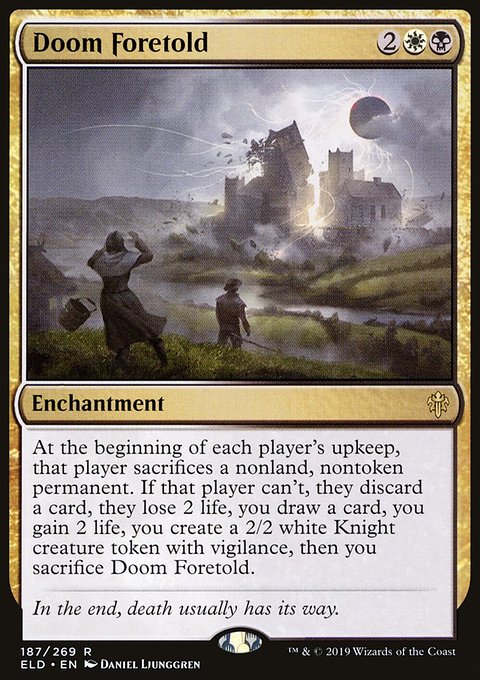 Doom Foretold 2
Enchantment
At the beginning of each player's upkeep,
that player sacrifices a nonland, nontoken
permanent. If that player can't, they discard
a card, they lose 2 life, you draw a card, you
gain 2 life, you create a 2/2 white Knight
creature token with vigilance, then you
sacrifice Doom Foretold.
In the end, death usually has its way.
187/269 R
ELD • EN Daniel Ljunggren ™ & © 2019 Wizards of the Coast